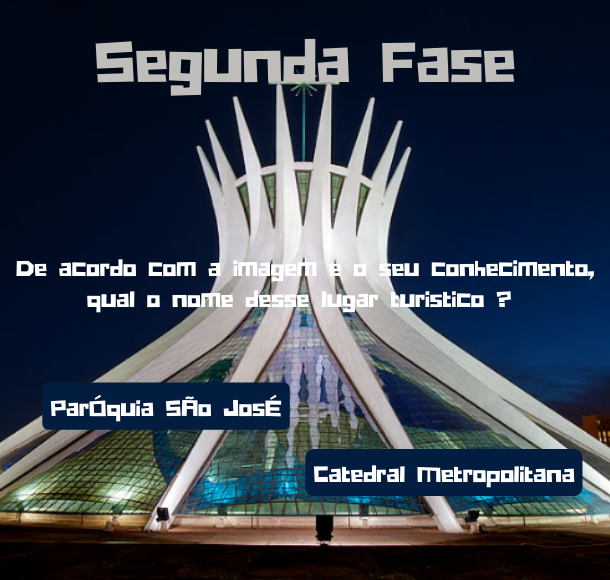 Segunda Fase
De acordo com a imagem e o seu conhecimento,
qual o nome desse lugar turistico ?
ParÓquia SÃo JosÉ
Catedral Metropolitana